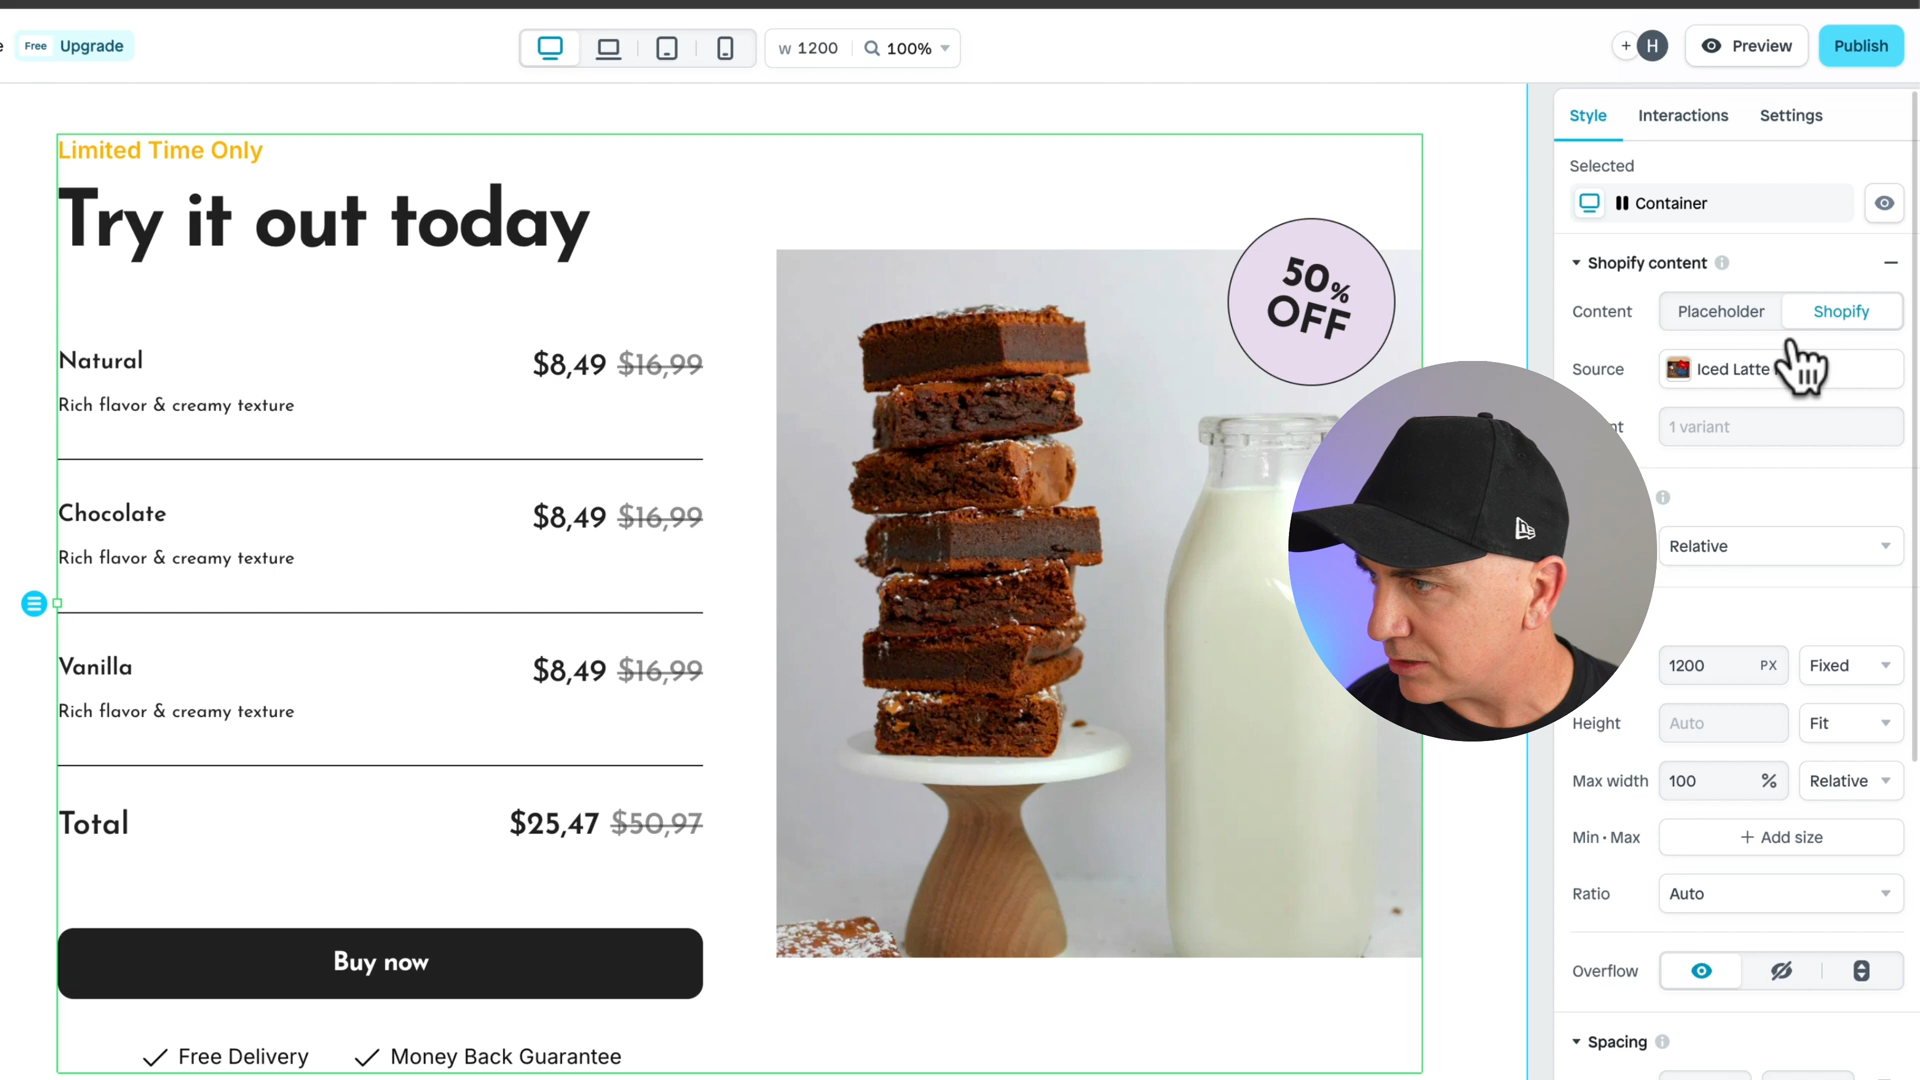 Free Upgrade
W 1200 100%
+ H Preview Publish
Style Interactions Settings
Selected
Container
Shopify content
Content Placeholder Shopify
Source Iced Latte
1 variant
Relative
1200 PX Fixed
Height Auto Fit
Max width 100 % Relative
Min • Max + Add size
Ratio Auto
Overflow
Spacing
Limited Time Only
Try it out today
Natural $8,49 $16,99
Rich flavor & creamy texture
Chocolate $8,49 $16,99
Rich flavor & creamy texture
Vanilla $8,49 $16,99
Rich flavor & creamy texture
Total $25,47 $50,97
Buy now
Free Delivery Money Back Guarantee
50%
OFF